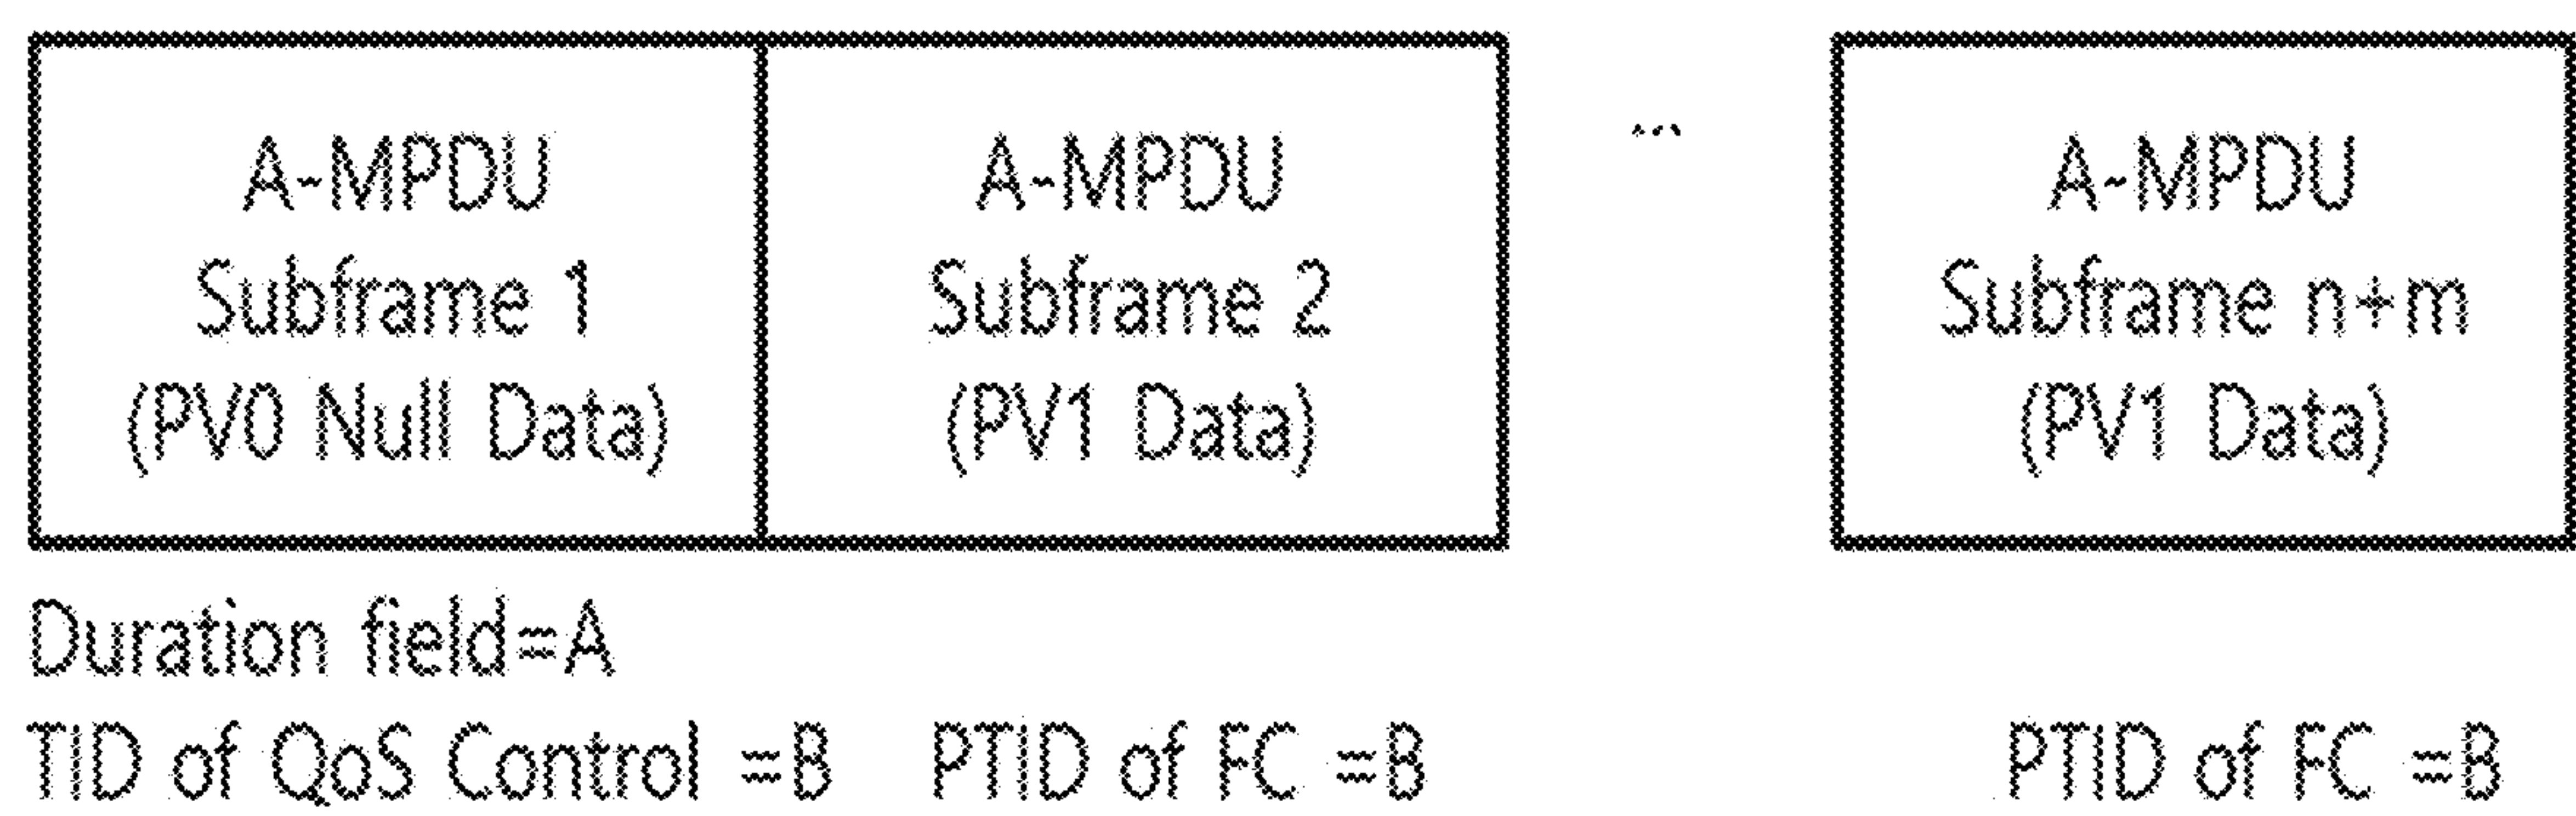 A-MPDU
Subframe 1
(PV0 Null Data)
A-MPDU
Subframe 2
(PV1 Data)
...
A-MPDU
Subframe n+m
(PV1 Data)
Duration field=A
TID of QoS Control =B
PTID of FC =B
PTID of FC =B